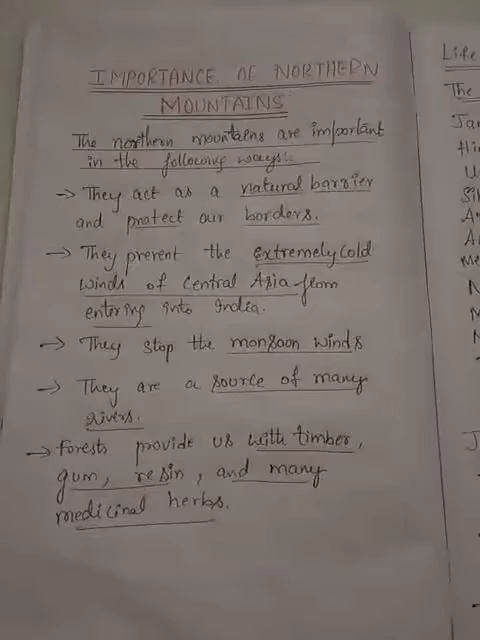 IMPORTANCE OF NORTHERN
MOUNTAINS
The northern mountains are important
in the following ways:-
→ They act as a natural barrier
and protect our borders.
→ They prevent the extremely cold
winds of Central Asia from
entering into India.
→ They stop the monsoon winds
→ They are a source of many
rivers.
→ Forests provide us with timber,
gum, resin, and many
medicinal herbs.
Life
The